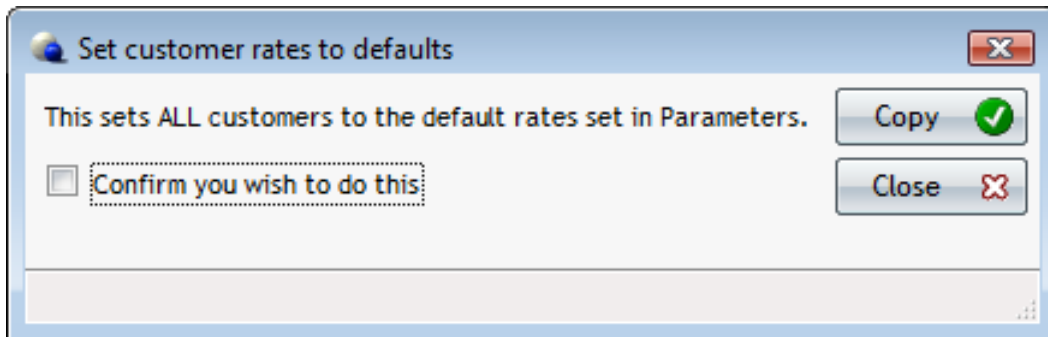 Set customer rates to defaults
This sets ALL customers to the default rates set in Parameters.
Copy
Confirm you wish to do this
Close